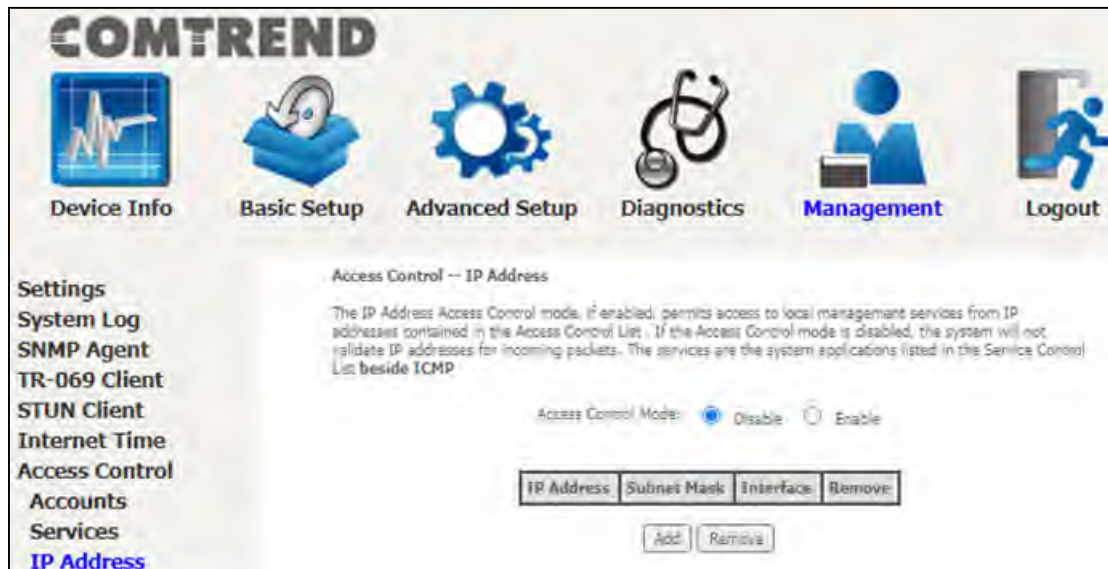 COMTREND
Device Info
Basic Setup
Advanced Setup
Diagnostics
Management
Logout
Settings
System Log
SNMP Agent
TR-069 Client
STUN Client
Internet Time
Access Control
Accounts
Services
IP Address
Access Control -- IP Address
The IP Address Access Control mode, if enabled, permits access to local management services from IP
addresses contained in the Access Control List . If the Access Control mode is disabled, the system will not
validate IP addresses for incoming packets. The services are the system applications listed in the Service Control
List beside ICMP
Access Control Mode: Disable Enable
IP Address Subnet Mask Interface Remove
Add Remove